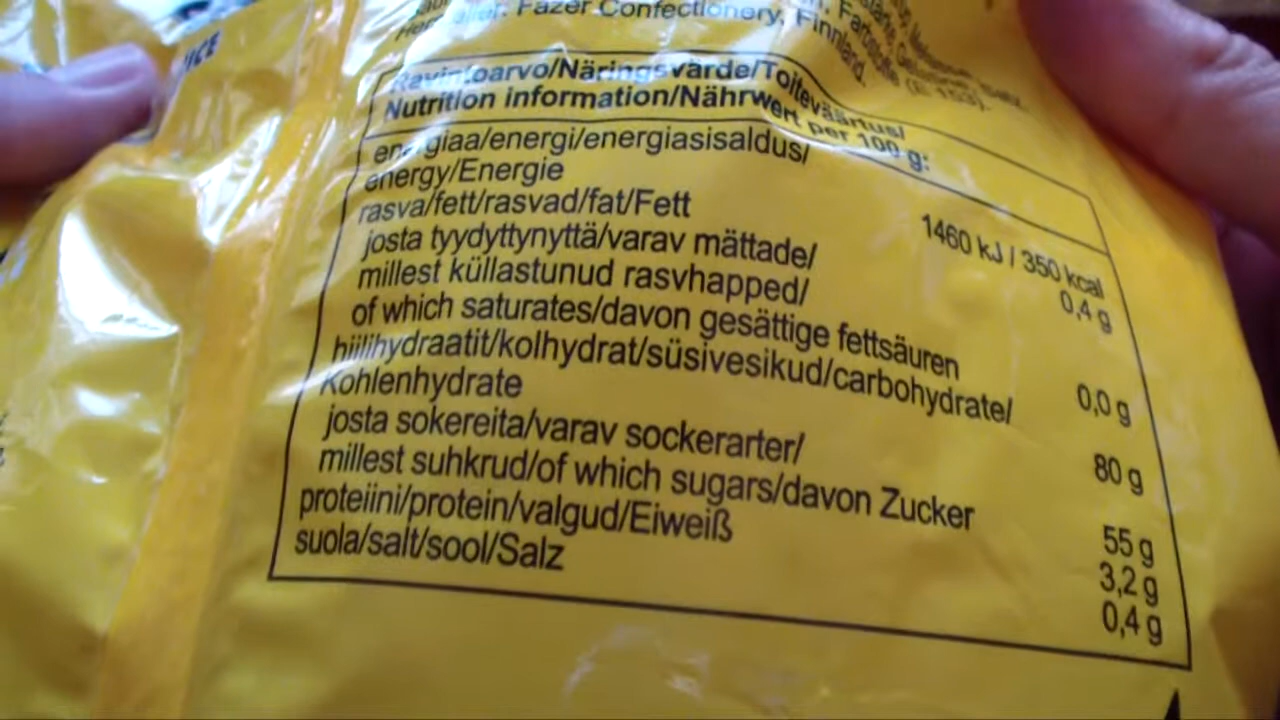 Fazer Confectionery, Finnland.
(E 153).
Ravintoarvo/Näringsvärde/Toiteväärtus/
Nutrition information/Nährwert per 100 g:
energiaa/energi/energiasisaldus/
energy/Energie 1460 kJ / 350 kcal
rasva/fett/rasvad/fat/Fett 0,4 g
josta tyydyttynyttä/varav mättade/
millest küllastunud rasvhapped/
of which saturates/davon gesättige fettsäuren 0,0 g
hiilihydraatit/kolhydrat/süsivesikud/carbohydrate/
Kohlenhydrate 80 g
josta sokereita/varav sockerarter/
millest suhkrud/of which sugars/davon Zucker 55 g
proteiini/protein/valgud/Eiweiß 3,2 g
suola/salt/sool/Salz 0,4 g